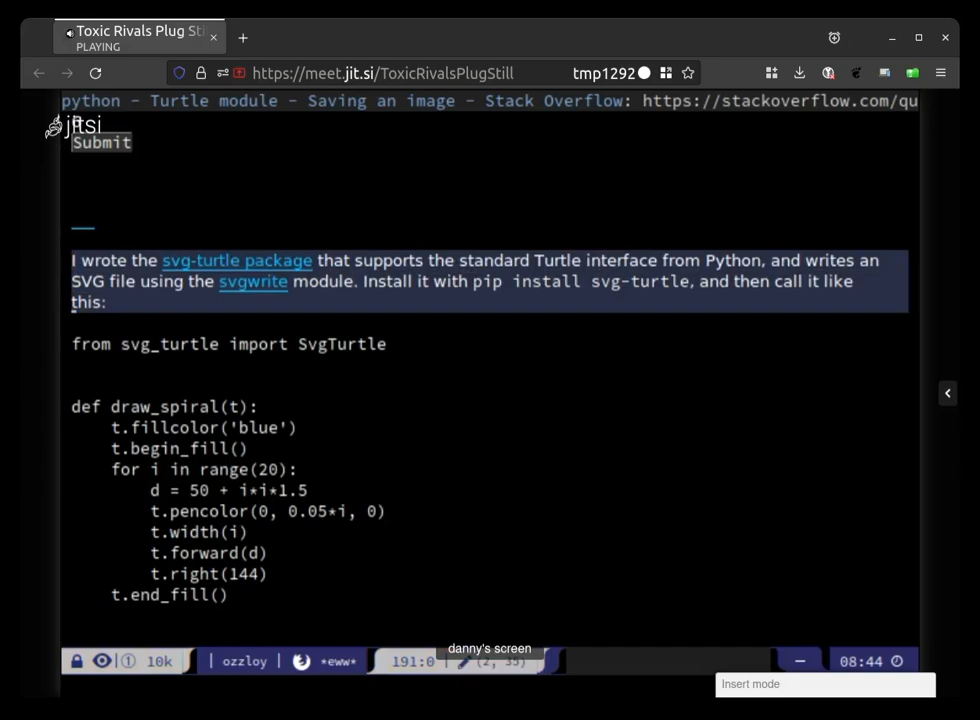 Toxic Rivals Plug Sti
PLAYING
https://meet.jit.si/ToxicRivalsPlugStill
tmp1292
python - Turtle module - Saving an image - Stack Overflow: https://stackoverflow.com/qu
jitsi
Submit
I wrote the svg-turtle package that supports the standard Turtle interface from Python, and writes an
SVG file using the svgwrite module. Install it with pip install svg-turtle, and then call it like
this:
from svg_turtle import SvgTurtle
def draw_spiral(t):
    t.fillcolor('blue')
    t.begin_fill()
    for i in range(20):
        d = 50 + i*i*1.5
        t.pencolor(0, 0.05*i, 0)
        t.width(i)
        t.forward(d)
        t.right(144)
    t.end_fill()
danny's screen
① 10k | ozzloy | *eww* 191:0 (2, 35) — 08:44
Insert mode